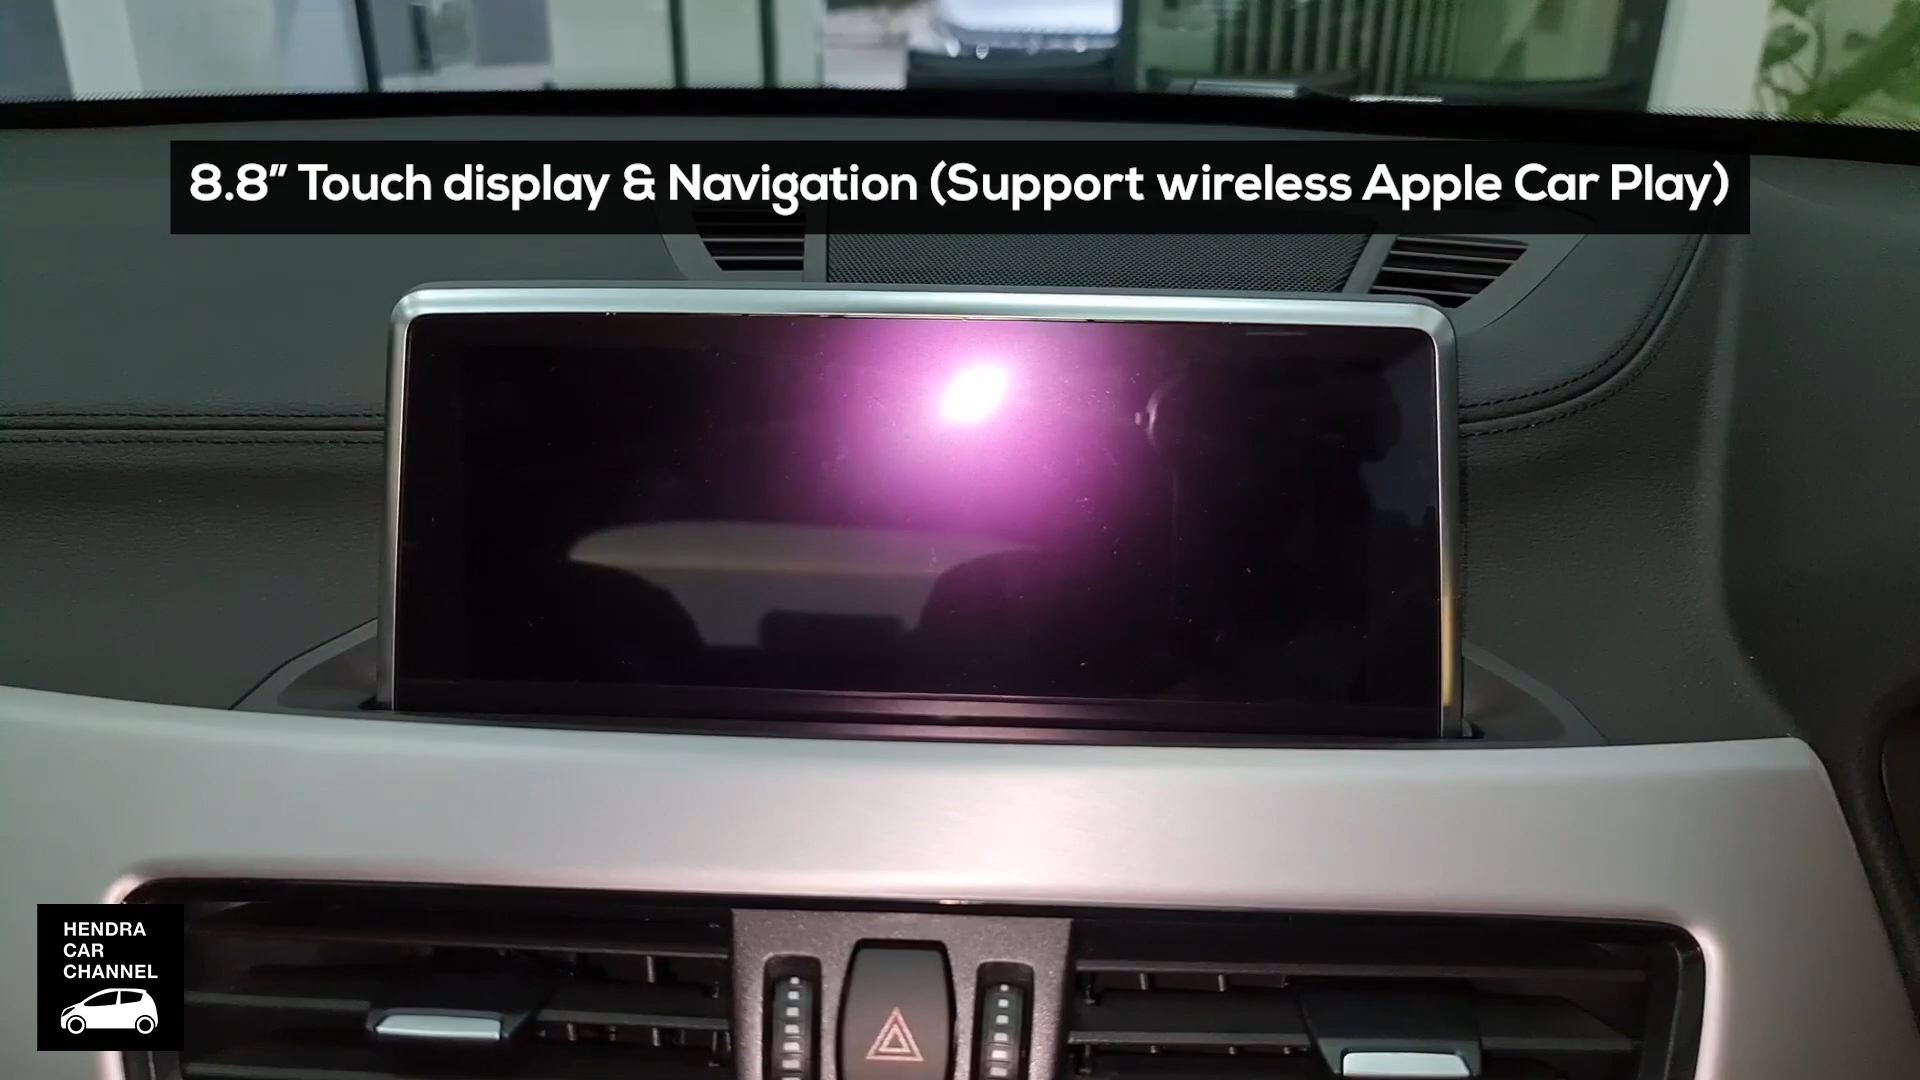 8.8” Touch display & Navigation (Support wireless Apple Car Play)
HENDRA
CAR
CHANNEL